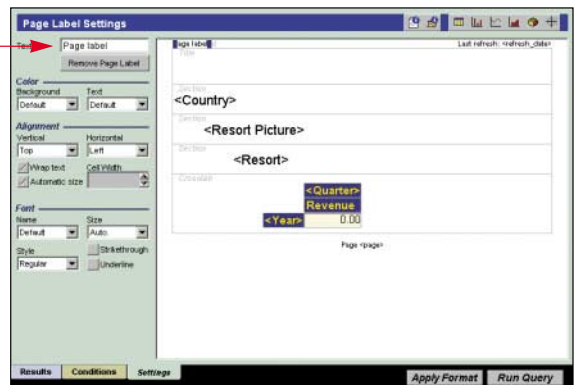 Page Label Settings
Page label
Remove Page Label
Color
Background Text
Default Default
Alignment
Vertical Horizontal
Top Left
Wrap text Cell Width
Automatic size
Font
Name Size
Default Auto.
Style Strikethrough
Regular Underline
Page label Last refresh: <refresh_date>
Title
Section
<Country>
Section
<Resort Picture>
Section
<Resort>
Crosstab
<Quarter>
Revenue
<Year> 0.00
Page <page>
Results Conditions Settings
Apply Format Run Query